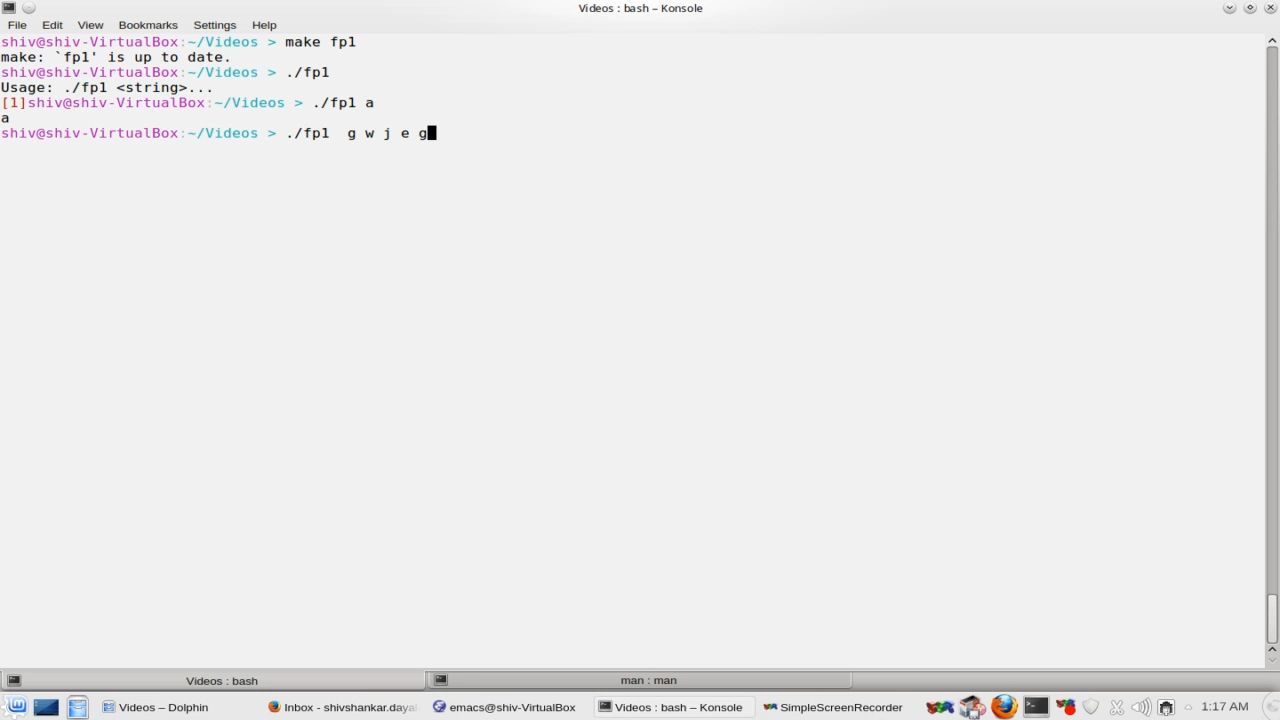 Videos : bash – Konsole
File Edit View Bookmarks Settings Help
shiv@shiv-VirtualBox:~/Videos > make fp1
make: `fp1' is up to date.
shiv@shiv-VirtualBox:~/Videos > ./fp1
Usage: ./fp1 <string>...
[1]shiv@shiv-VirtualBox:~/Videos > ./fp1 a
a
shiv@shiv-VirtualBox:~/Videos > ./fp1  g w j e g
Videos : bash man : man
Videos – Dolphin Inbox - shivshankar.daya emacs@shiv-VirtualBox Videos : bash – Konsole SimpleScreenRecorder 1:17 AM